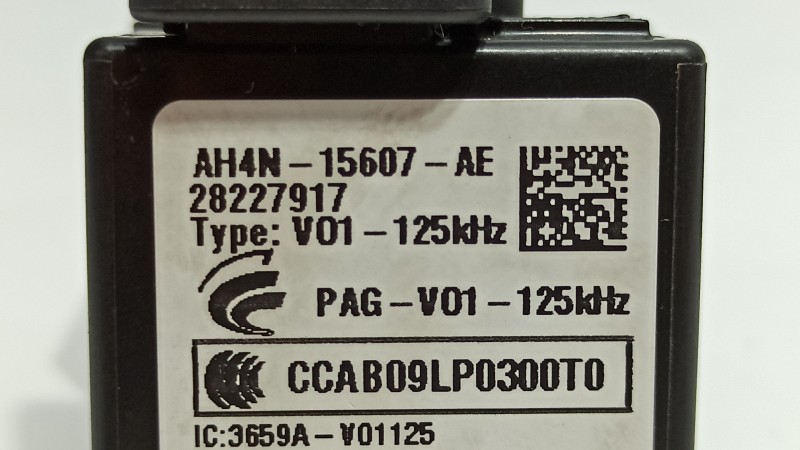 AH4N-15607-AE
28227917
Type: V01-125kHz
PAG-V01-125kHz
CCAB09LP0300T0
IC:3659A-V01125